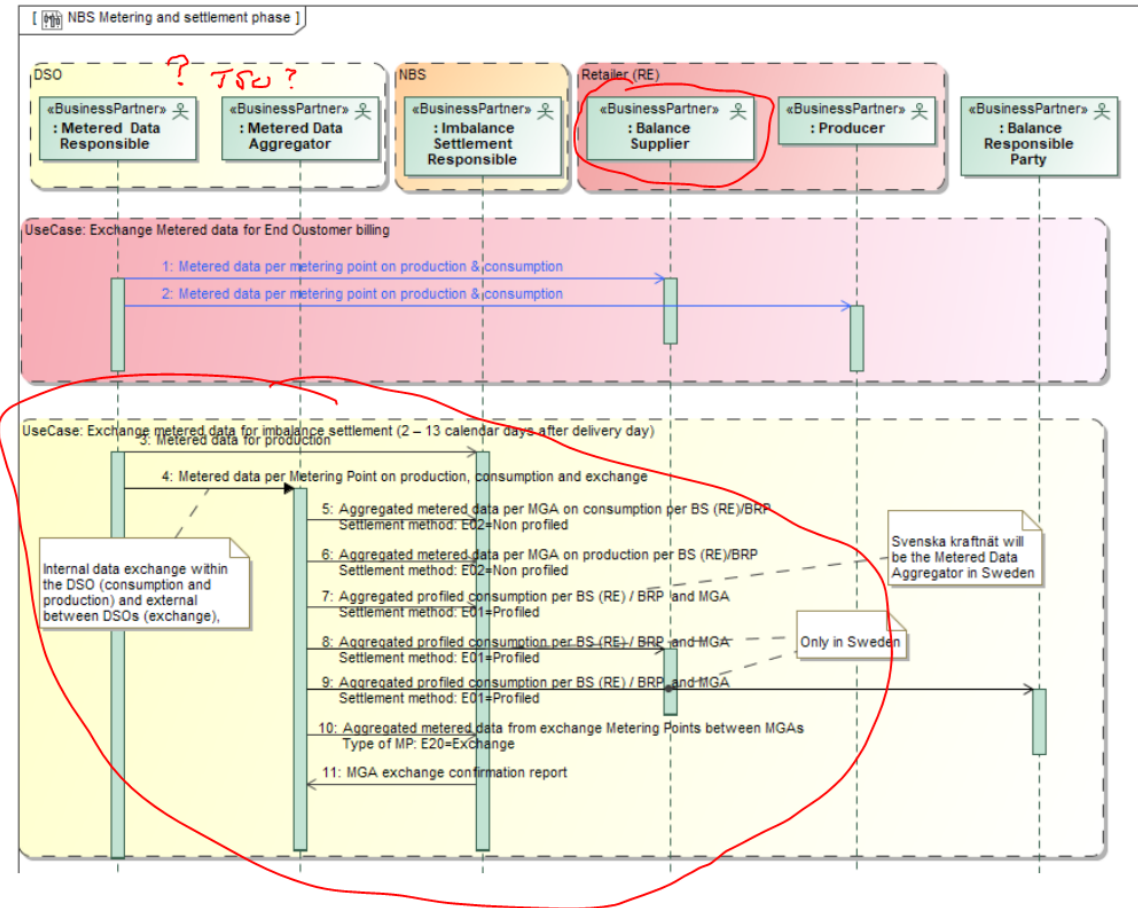 [ NBS Metering and settlement phase ]
? TSO ?
DSO
NBS
Retailer (RE)
«BusinessPartner»
: Metered Data
Responsible
«BusinessPartner»
: Metered Data
Aggregator
«BusinessPartner»
: Imbalance
Settlement
Responsible
«BusinessPartner»
: Balance
Supplier
«BusinessPartner»
: Producer
«BusinessPartner»
: Balance
Responsible
Party
UseCase: Exchange Metered data for End Customer billing
1: Metered data per metering point on production & consumption
2: Metered data per metering point on production & consumption
UseCase: Exchange metered data for imbalance settlement (2 – 13 calendar days after delivery day)
3: Metered data for production
4: Metered data per Metering Point on production, consumption and exchange
5: Aggregated metered data per MGA on consumption per BS (RE)/BRP
Settlement method: E02=Non profiled
6: Aggregated metered data per MGA on production per BS (RE)/BRP
Settlement method: E02=Non profiled
7: Aggregated profiled consumption per BS (RE) / BRP and MGA
Settlement method: E01=Profiled
8: Aggregated profiled consumption per BS (RE) / BRP and MGA
Settlement method: E01=Profiled
9: Aggregated profiled consumption per BS (RE) / BRP and MGA
Settlement method: E01=Profiled
10: Aggregated metered data from exchange Metering Points between MGAs
Type of MP: E20=Exchange
11: MGA exchange confirmation report
Internal data exchange within
the DSO (consumption and
production) and external
between DSOs (exchange),
Svenska kraftnät will
be the Metered Data
Aggregator in Sweden
Only in Sweden